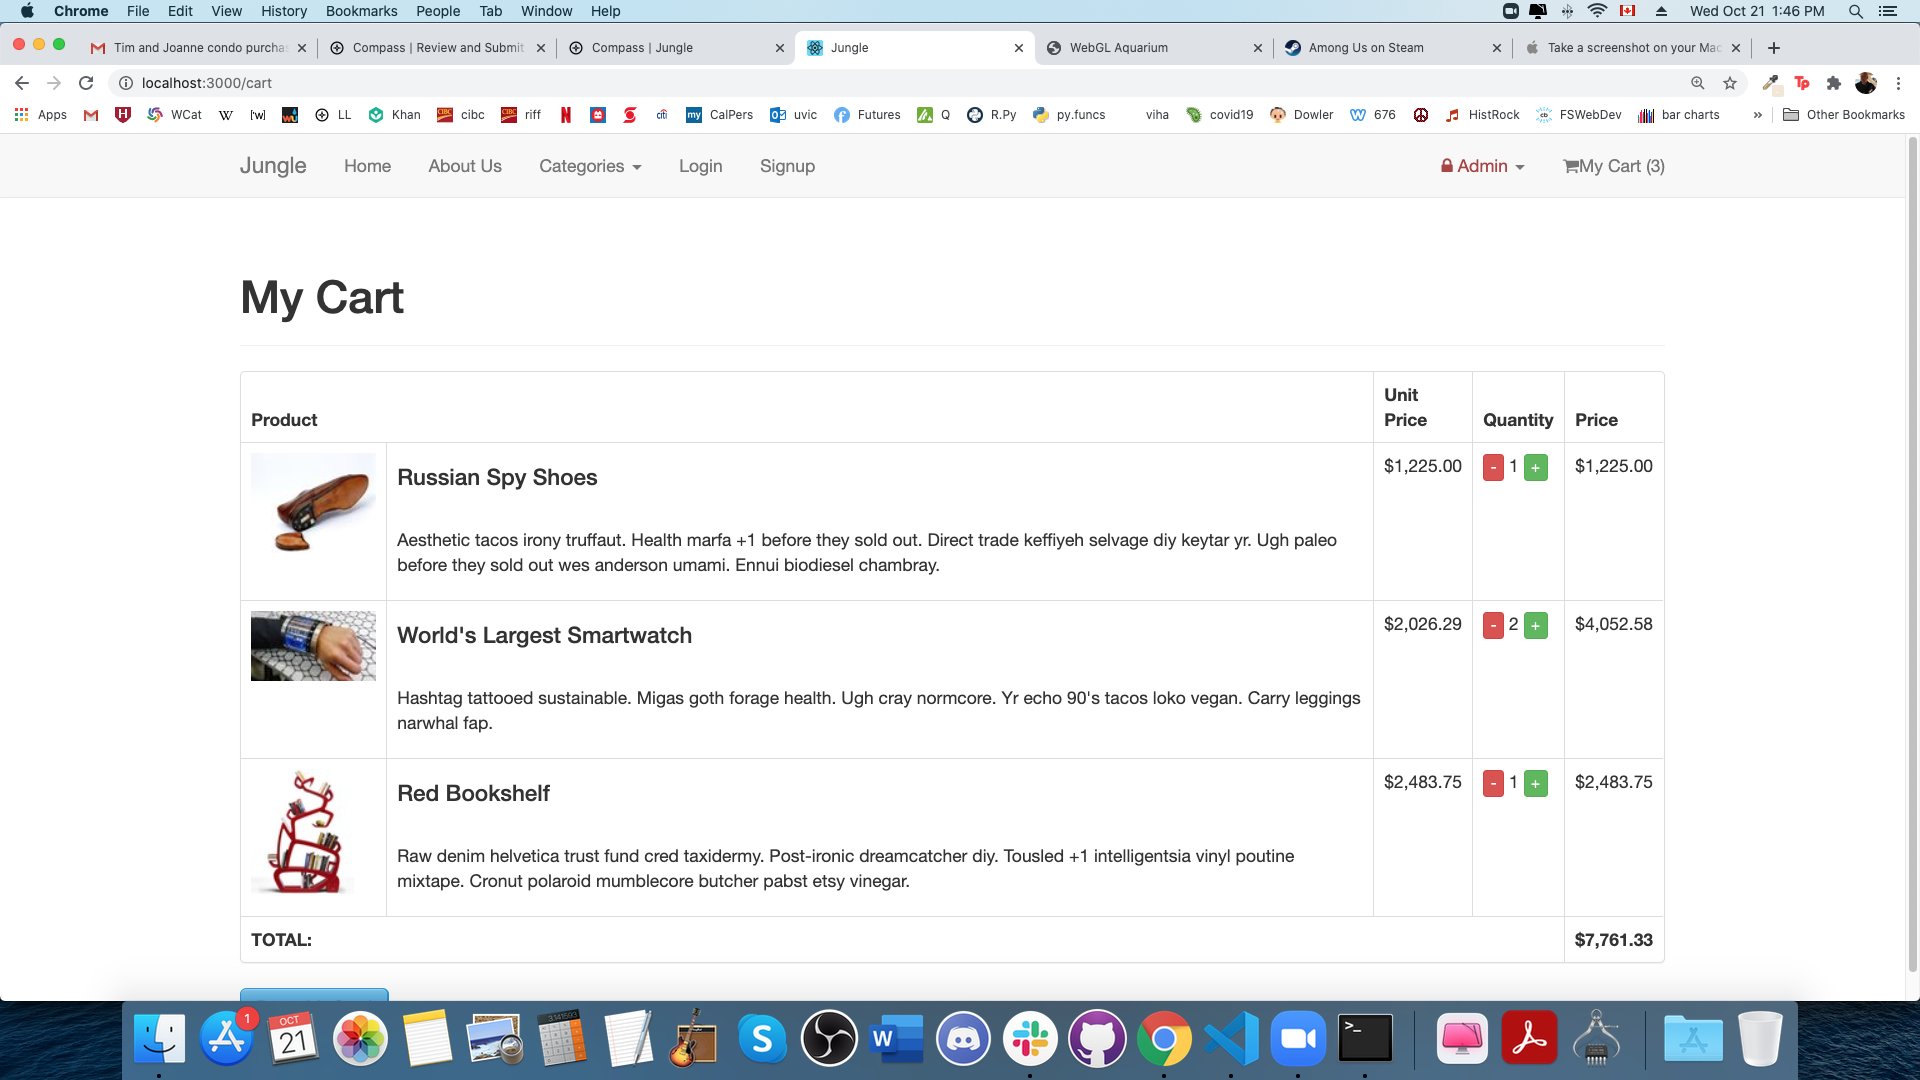 Chrome File Edit View History Bookmarks People Tab Window Help Wed Oct 21 1:46 PM
Tim and Joanne condo purchas Compass | Review and Submit Compass | Jungle Jungle WebGL Aquarium Among Us on Steam Take a screenshot on your Mac
localhost:3000/cart
Apps WCat LL Khan cibc riff CalPers uvic Futures Q R.Py py.funcs viha covid19 Dowler 676 HistRock FSWebDev bar charts » Other Bookmarks
Jungle Home About Us Categories Login Signup Admin My Cart (3)
My Cart
Product Unit Price Quantity Price
Russian Spy Shoes $1,225.00 - 1 + $1,225.00
Aesthetic tacos irony truffaut. Health marfa +1 before they sold out. Direct trade keffiyeh selvage diy keytar yr. Ugh paleo
before they sold out wes anderson umami. Ennui biodiesel chambray.
World's Largest Smartwatch $2,026.29 - 2 + $4,052.58
Hashtag tattooed sustainable. Migas goth forage health. Ugh cray normcore. Yr echo 90's tacos loko vegan. Carry leggings
narwhal fap.
Red Bookshelf $2,483.75 - 1 + $2,483.75
Raw denim helvetica trust fund cred taxidermy. Post-ironic dreamcatcher diy. Tousled +1 intelligentsia vinyl poutine
mixtape. Cronut polaroid mumblecore butcher pabst etsy vinegar.
TOTAL: $7,761.33
1
OCT
21